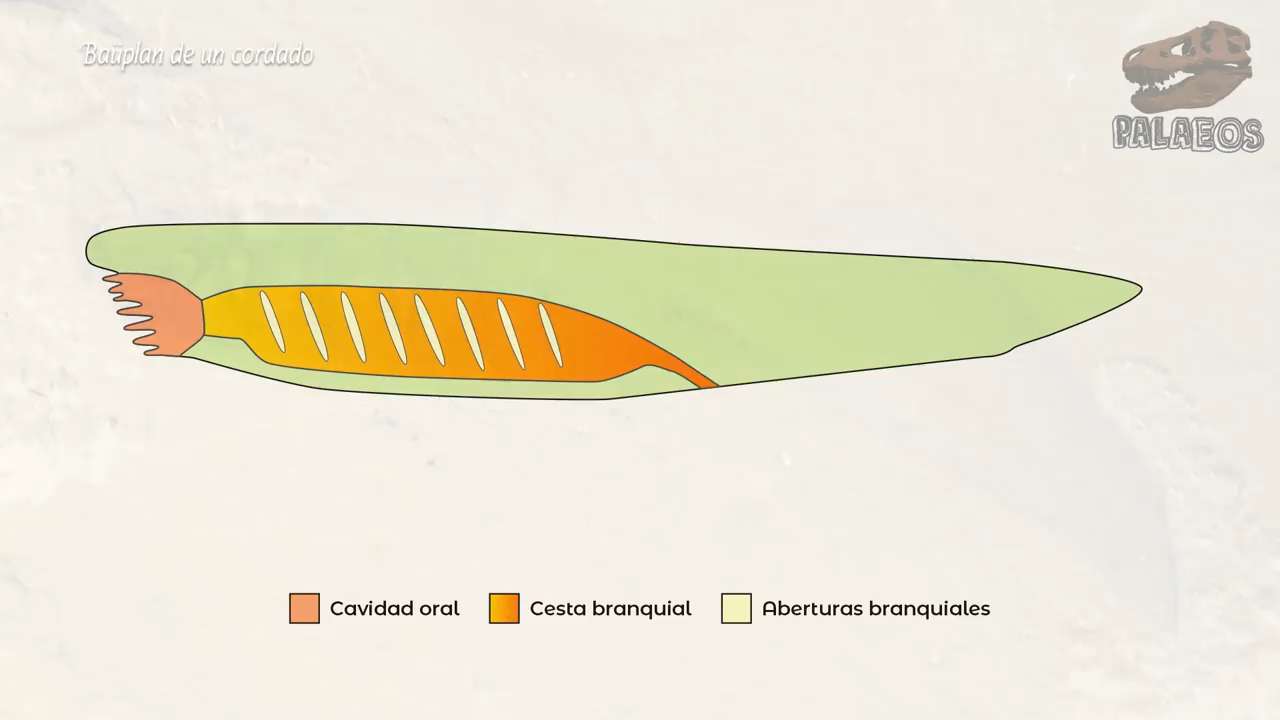 Baüplan de un cordado
PALAEOS
Cavidad oral
Cesta branquial
Aberturas branquiales